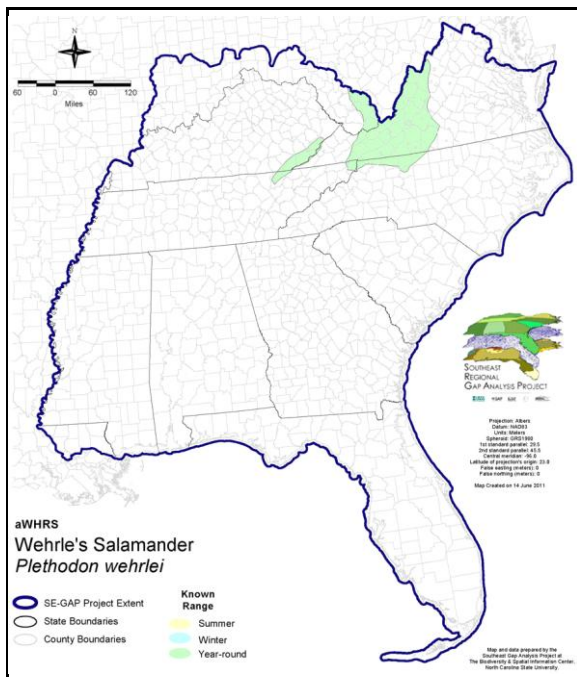 N
60 0 60 120
Miles
SOUTHEAST
REGIONAL
GAP ANALYSIS PROJECT
Projection: Albers
Datum: NAD83
Units: Meters
Spheroid: GRS1980
1st standard parallel: 29.5
2nd standard parallel: 45.5
Central meridian: -96.0
Latitude of projection's origin: 23.0
False easting (meters): 0
False northing (meters): 0
Map Created on 14 June 2011
aWHRS
Wehrle's Salamander
Plethodon wehrlei
SE-GAP Project Extent
State Boundaries
County Boundaries
Known
Range
Summer
Winter
Year-round
Map and data prepared by the
Southeast Gap Analysis Project at
The Biodiversity & Spatial Information Center,
North Carolina State University.